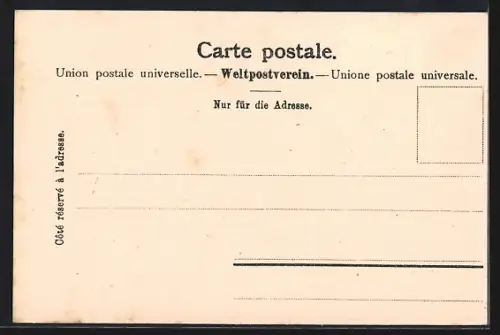 Carte postale.
Union postale universelle. — Weltpostverein. — Unione postale universale.
Nur für die Adresse.
Côté réservé à l'adresse.